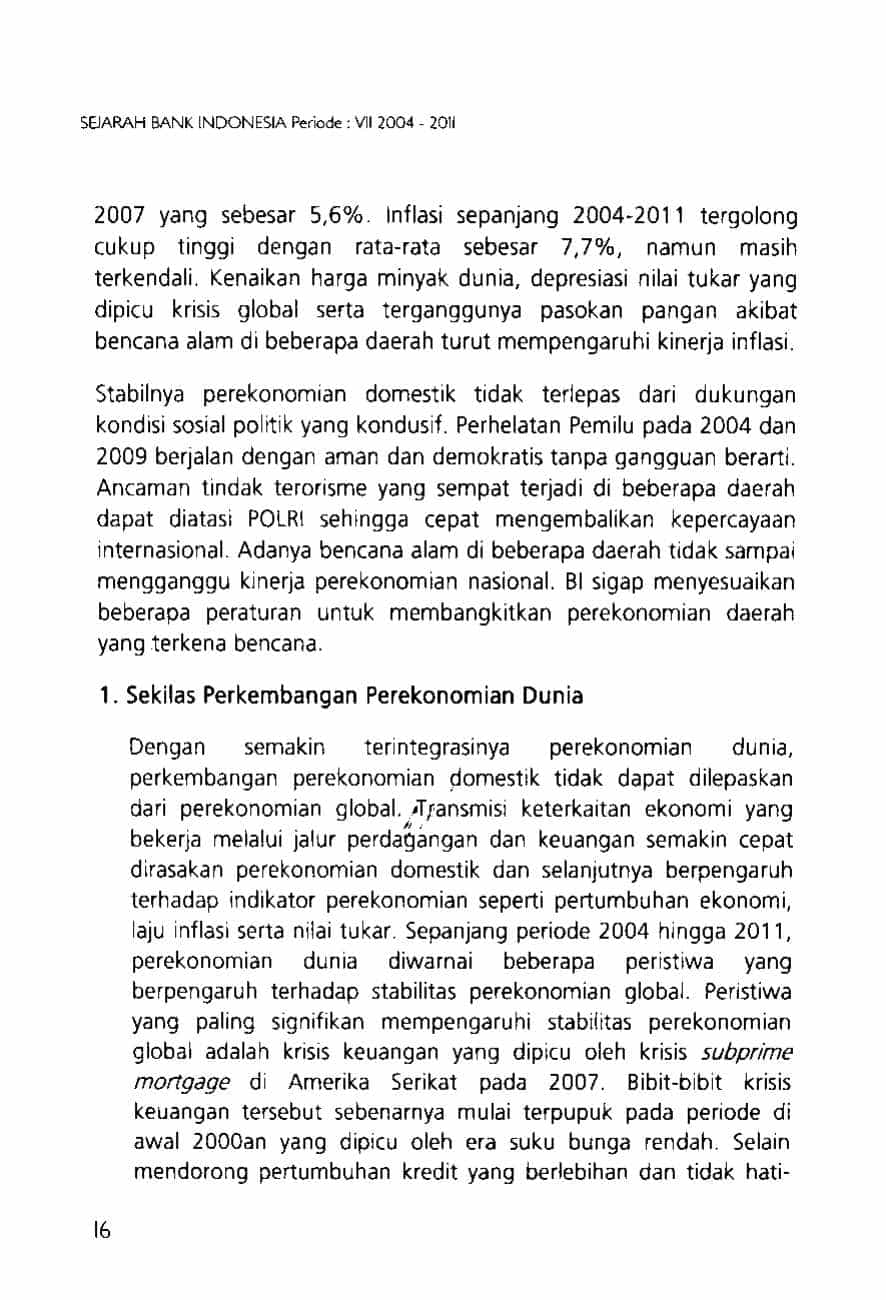 SEJARAH BANK INDONESIA Periode : VII 2004 - 2011
2007 yang sebesar 5,6%. Inflasi sepanjang 2004-2011 tergolong
cukup tinggi dengan rata-rata sebesar 7,7%, namun masih
terkendali. Kenaikan harga minyak dunia, depresiasi nilai tukar yang
dipicu krisis global serta terganggunya pasokan pangan akibat
bencana alam di beberapa daerah turut mempengaruhi kinerja inflasi.
Stabilnya perekonomian domestik tidak terlepas dari dukungan
kondisi sosial politik yang kondusif. Perhelatan Pemilu pada 2004 dan
2009 berjalan dengan aman dan demokratis tanpa gangguan berarti.
Ancaman tindak terorisme yang sempat terjadi di beberapa daerah
dapat diatasi POLRI sehingga cepat mengembalikan kepercayaan
internasional. Adanya bencana alam di beberapa daerah tidak sampai
mengganggu kinerja perekonomian nasional. BI sigap menyesuaikan
beberapa peraturan untuk membangkitkan perekonomian daerah
yang terkena bencana.
1. Sekilas Perkembangan Perekonomian Dunia
Dengan semakin terintegrasinya perekonomian dunia,
perkembangan perekonomian domestik tidak dapat dilepaskan
dari perekonomian global. Transmisi keterkaitan ekonomi yang
bekerja melalui jalur perdagangan dan keuangan semakin cepat
dirasakan perekonomian domestik dan selanjutnya berpengaruh
terhadap indikator perekonomian seperti pertumbuhan ekonomi,
laju inflasi serta nilai tukar. Sepanjang periode 2004 hingga 2011,
perekonomian dunia diwarnai beberapa peristiwa yang
berpengaruh terhadap stabilitas perekonomian global. Peristiwa
yang paling signifikan mempengaruhi stabilitas perekonomian
global adalah krisis keuangan yang dipicu oleh krisis subprime
mortgage di Amerika Serikat pada 2007. Bibit-bibit krisis
keuangan tersebut sebenarnya mulai terpupuk pada periode di
awal 2000an yang dipicu oleh era suku bunga rendah. Selain
mendorong pertumbuhan kredit yang berlebihan dan tidak hati-
16